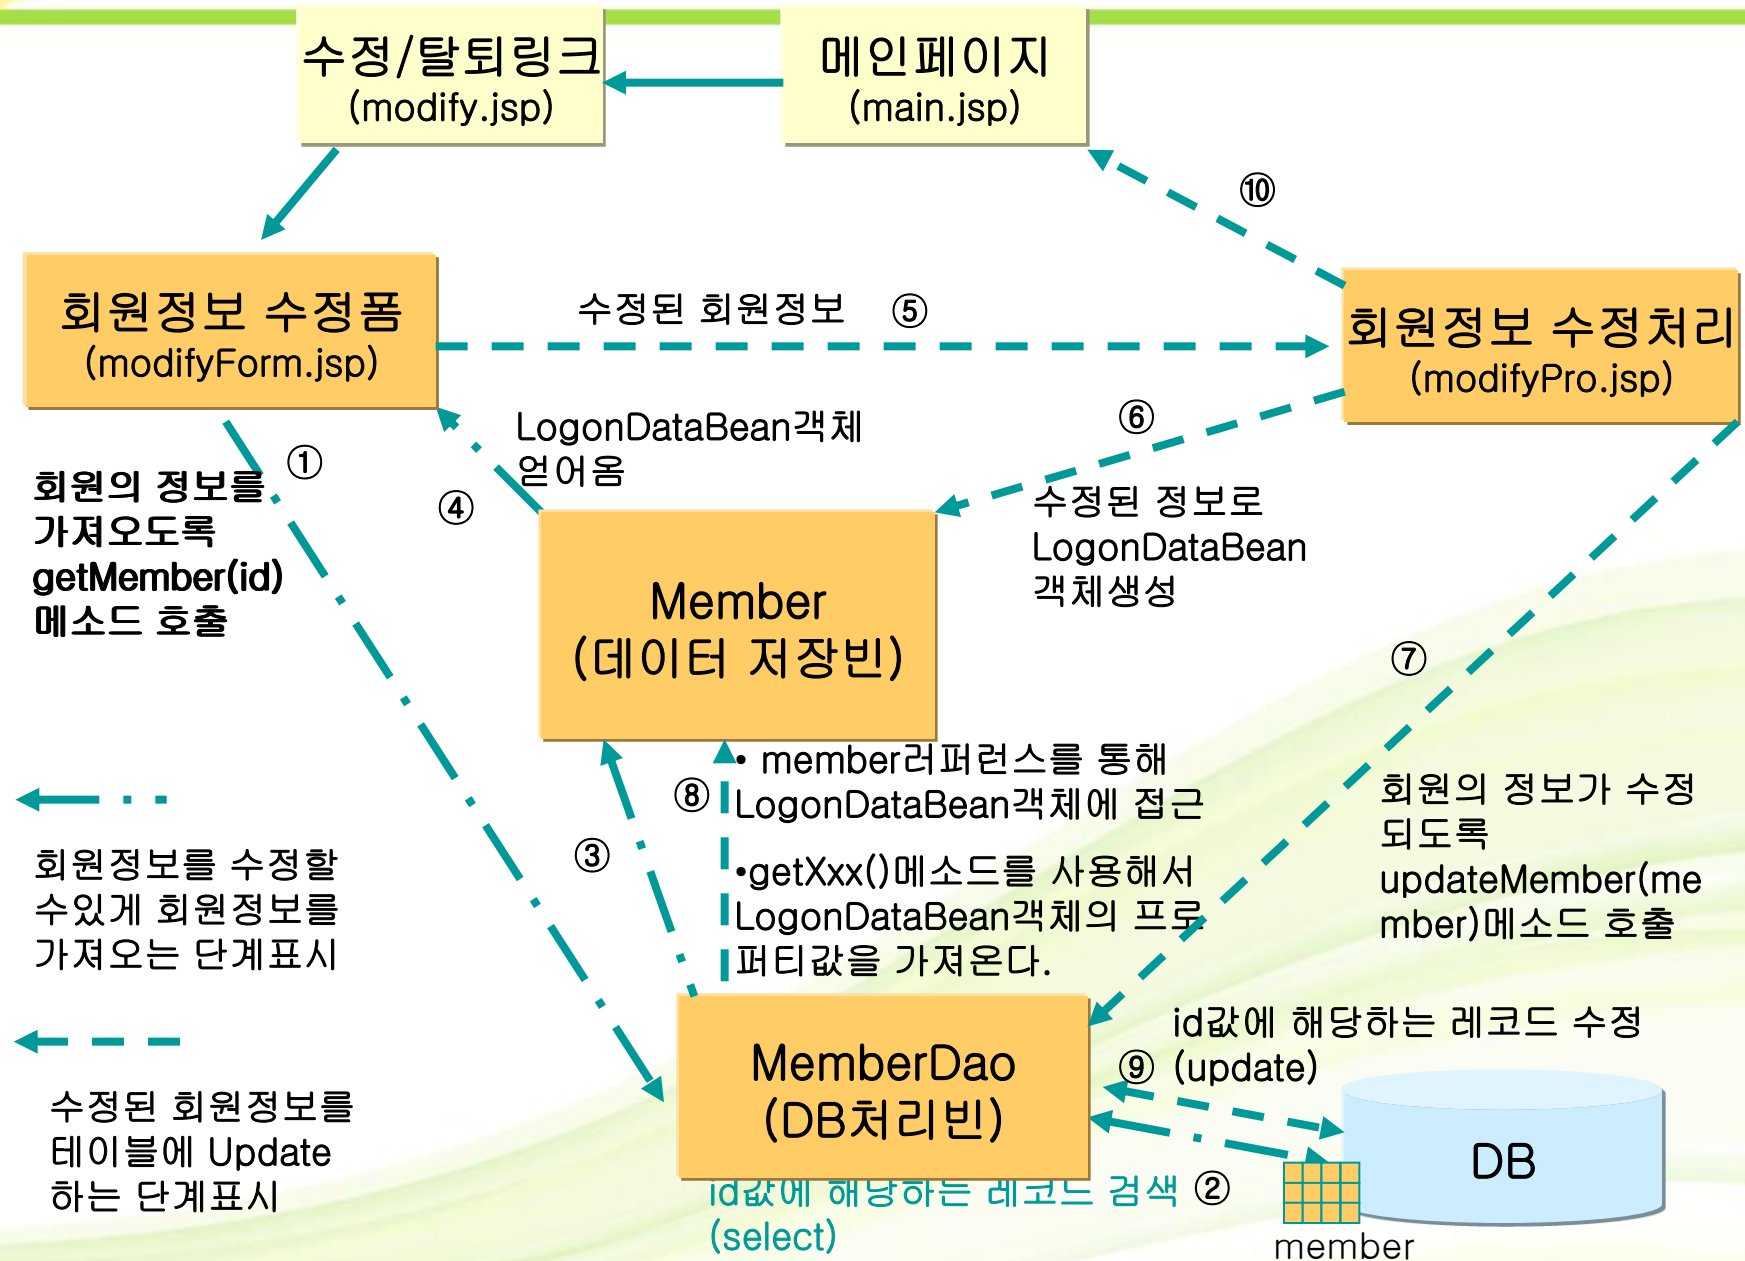 수정/탈퇴링크
(modify.jsp)
메인페이지
(main.jsp)
⑩
회원정보 수정폼
(modifyForm.jsp)
수정된 회원정보 ⑤
회원정보 수정처리
(modifyPro.jsp)
①
회원의 정보를
가져오도록
getMember(id)
메소드 호출
LogonDataBean객체
얻어옴
④
⑥
수정된 정보로
LogonDataBean
객체생성
Member
(데이터 저장빈)
⑦
• member러퍼런스를 통해
LogonDataBean객체에 접근
•getXxx()메소드를 사용해서
LogonDataBean객체의 프로
퍼티값을 가져온다.
⑧
③
회원의 정보가 수정
되도록
updateMember(me
mber)메소드 호출
회원정보를 수정할
수있게 회원정보를
가져오는 단계표시
수정된 회원정보를
테이블에 Update
하는 단계표시
MemberDao
(DB처리빈)
id값에 해당하는 레코드 수정
⑨ (update)
DB
id값에 해당하는 레코드 검색 ②
(select)
member